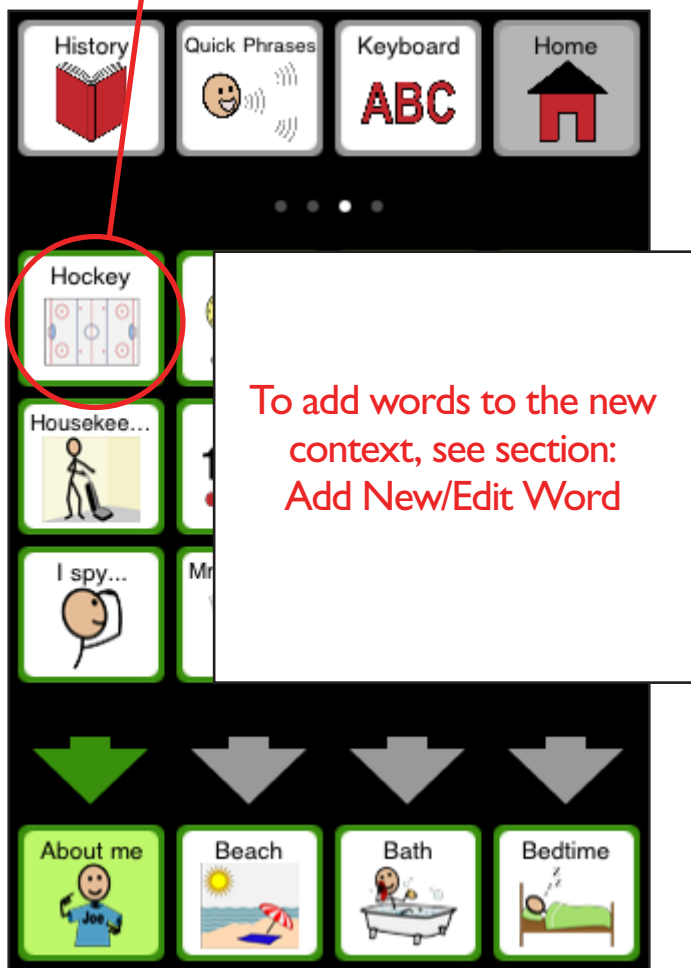 History Quick Phrases Keyboard Home
ABC
Hockey
To add words to the new
context, see section:
Add New/Edit Word
Housekee...
I spy...
About me Beach Bath Bedtime
Joe